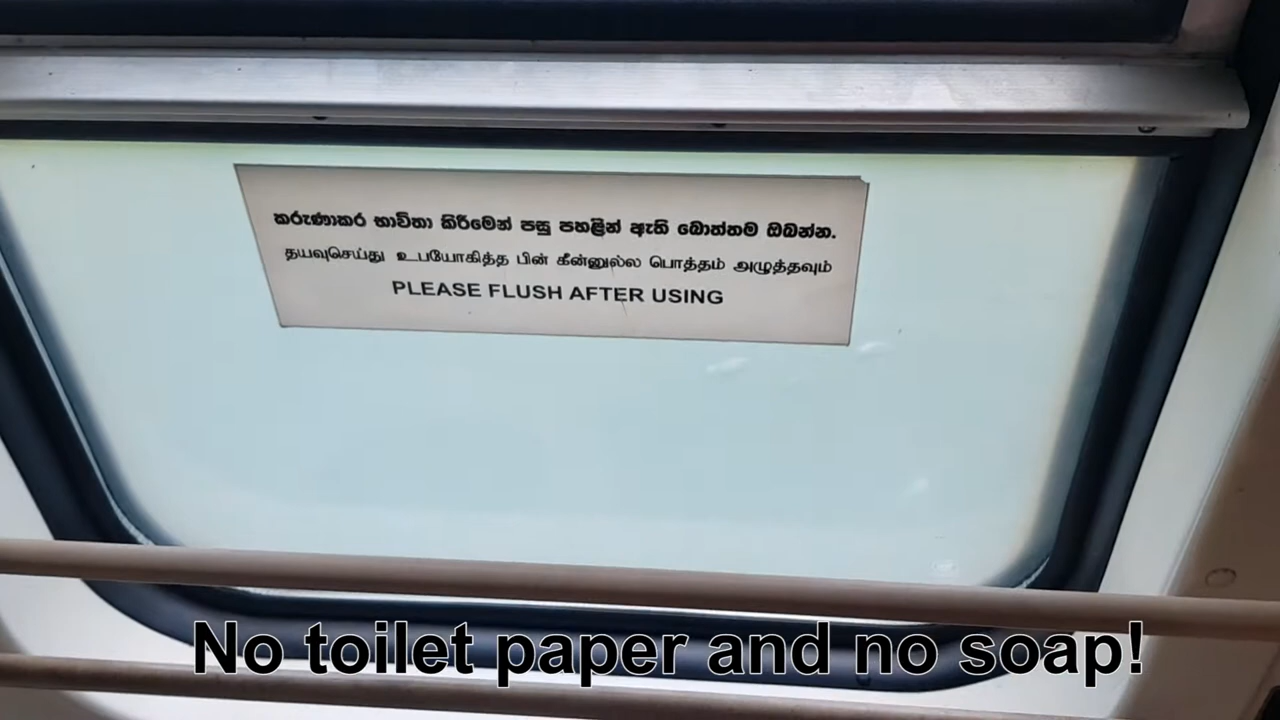 කරුණාකර භාවිතා කිරීමෙන් පසු පහළින් ඇති බොත්තම ඔබන්න.
தயவுசெய்து உபயோகித்த பின் கீன்னுல்ல பொத்தம் அழுத்தவும்
PLEASE FLUSH AFTER USING
No toilet paper and no soap!